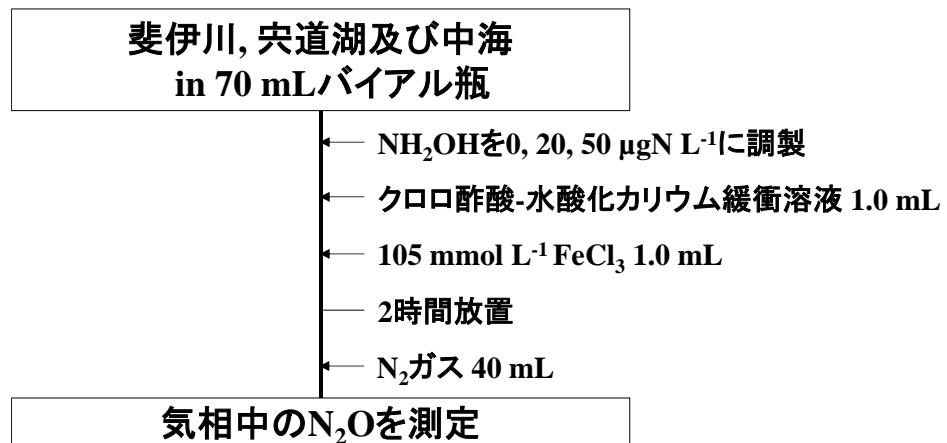 斐伊川, 宍道湖及び中海
in 70 mLバイアル瓶
NH₂OHを0, 20, 50 µgN L⁻¹に調製
クロロ酢酸-水酸化カリウム緩衝溶液 1.0 mL
105 mmol L⁻¹ FeCl₃ 1.0 mL
2時間放置
N₂ガス 40 mL
気相中のN₂Oを測定